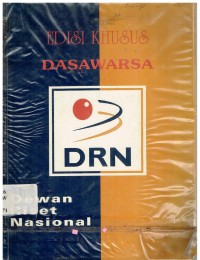 EDISI KHUSUS
DASAWARSA
DRN
Dewan
Riset
Nasional